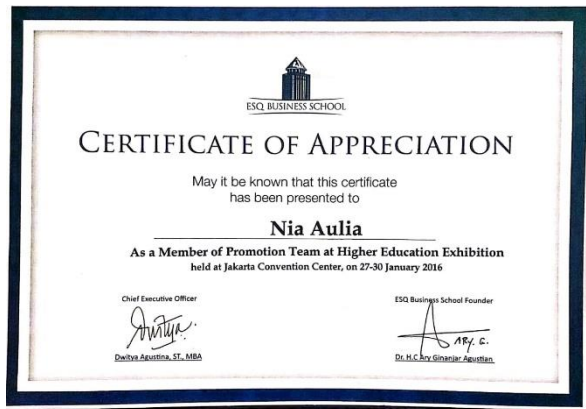 ESQ BUSINESS SCHOOL
CERTIFICATE OF APPRECIATION
May it be known that this certificate
has been presented to
Nia Aulia
As a Member of Promotion Team at Higher Education Exhibition
held at Jakarta Convention Center, on 27-30 January 2016
Chief Executive Officer
Dwitya Agustina, ST., MBA
ESQ Business School Founder
ARY. G.
Dr. H.C Ary Ginanjar Agustian